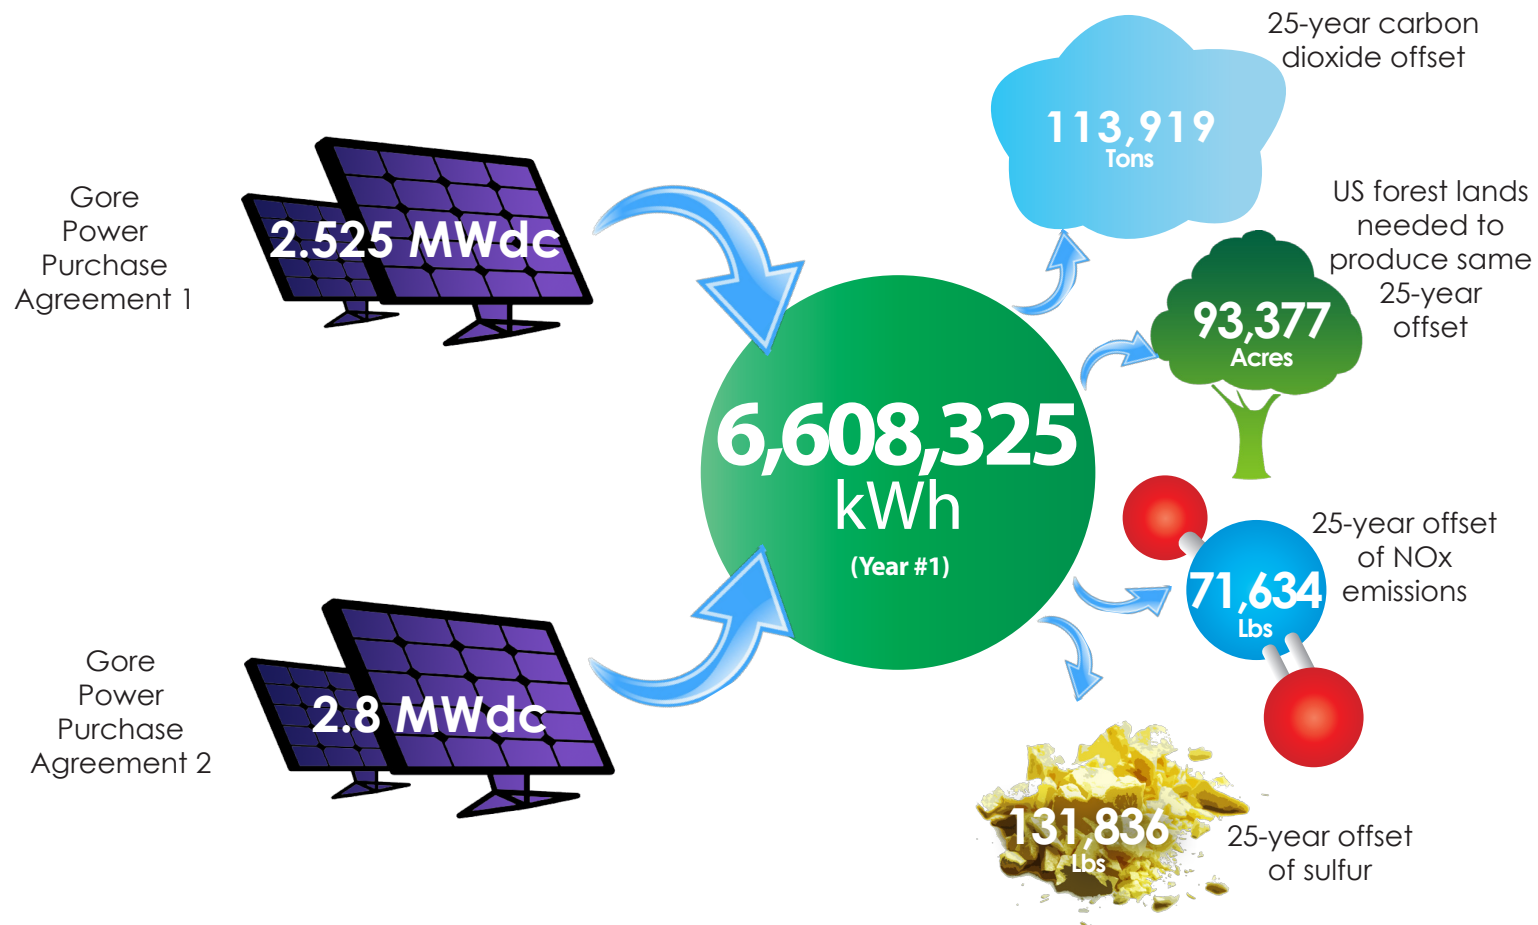 Gore
Power
Purchase
Agreement 1
2.525 MWdc
Gore
Power
Purchase
Agreement 2
2.8 MWdc
6,608,325
kWh
(Year #1)
25-year carbon
dioxide offset
113,919
Tons
US forest lands
needed to
produce same
25-year
offset
93,377
Acres
25-year offset
of NOx
emissions
71,634
Lbs
25-year offset
of sulfur
131,836
Lbs